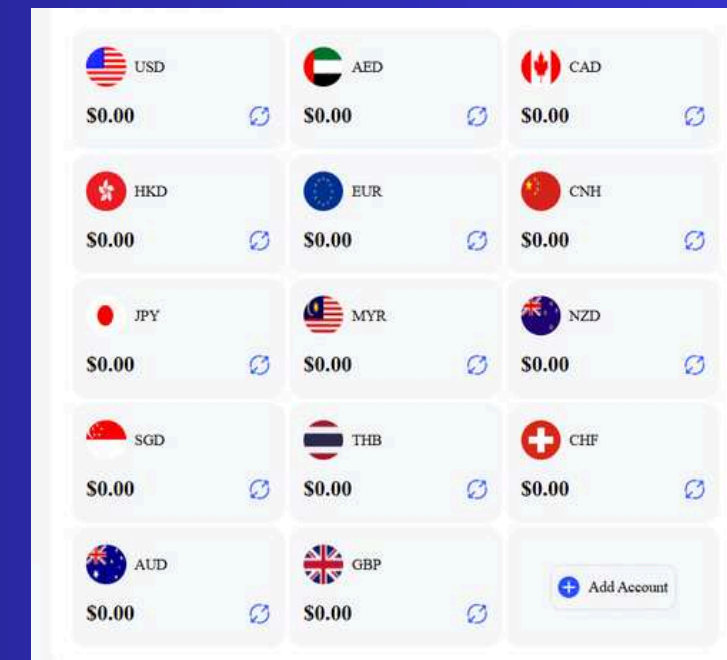 USD
$0.00
AED
$0.00
CAD
$0.00
HKD
$0.00
EUR
$0.00
CNH
$0.00
JPY
$0.00
MYR
$0.00
NZD
$0.00
SGD
$0.00
THB
$0.00
CHF
$0.00
AUD
$0.00
GBP
$0.00
Add Account